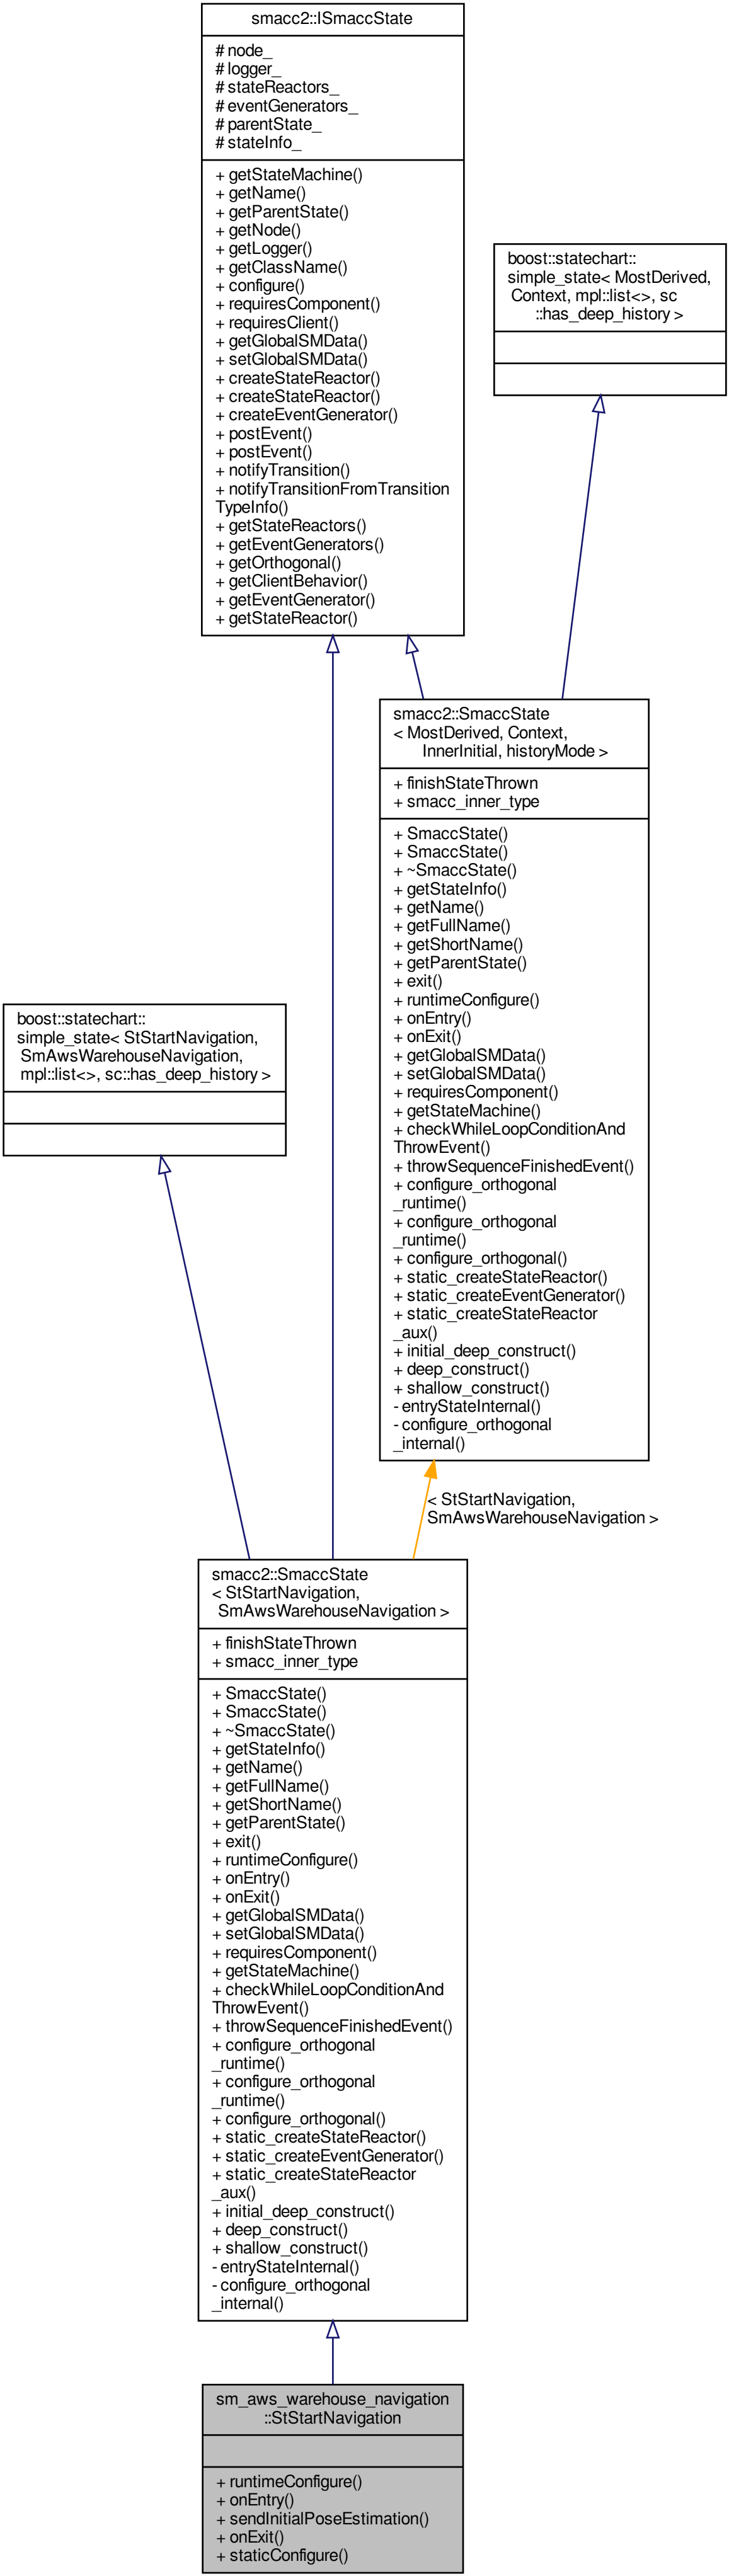 smacc2::ISmaccState
# node_
# logger_
# stateReactors_
# eventGenerators_
# parentState_
# stateInfo_
+ getStateMachine()
+ getName()
+ getParentState()
+ getNode()
+ getLogger()
+ getClassName()
+ configure()
+ requiresComponent()
+ requiresClient()
+ getGlobalSMData()
+ setGlobalSMData()
+ createStateReactor()
+ createStateReactor()
+ createEventGenerator()
+ postEvent()
+ postEvent()
+ notifyTransition()
+ notifyTransitionFromTransition
TypeInfo()
+ getStateReactors()
+ getEventGenerators()
+ getOrthogonal()
+ getClientBehavior()
+ getEventGenerator()
+ getStateReactor()
boost::statechart::
simple_state< MostDerived,
Context, mpl::list<>, sc
::has_deep_history >
smacc2::SmaccState
< MostDerived, Context,
InnerInitial, historyMode >
+ finishStateThrown
+ smacc_inner_type
+ SmaccState()
+ SmaccState()
+ ~SmaccState()
+ getStateInfo()
+ getName()
+ getFullName()
+ getShortName()
+ getParentState()
+ exit()
+ runtimeConfigure()
+ onEntry()
+ onExit()
+ getGlobalSMData()
+ setGlobalSMData()
+ requiresComponent()
+ getStateMachine()
+ checkWhileLoopConditionAnd
ThrowEvent()
+ throwSequenceFinishedEvent()
+ configure_orthogonal
_runtime()
+ configure_orthogonal
_runtime()
+ configure_orthogonal()
+ static_createStateReactor()
+ static_createEventGenerator()
+ static_createStateReactor
_aux()
+ initial_deep_construct()
+ deep_construct()
+ shallow_construct()
- entryStateInternal()
- configure_orthogonal
_internal()
boost::statechart::
simple_state< StStartNavigation,
SmAwsWarehouseNavigation,
mpl::list<>, sc::has_deep_history >
< StStartNavigation,
SmAwsWarehouseNavigation >
smacc2::SmaccState
< StStartNavigation,
SmAwsWarehouseNavigation >
+ finishStateThrown
+ smacc_inner_type
+ SmaccState()
+ SmaccState()
+ ~SmaccState()
+ getStateInfo()
+ getName()
+ getFullName()
+ getShortName()
+ getParentState()
+ exit()
+ runtimeConfigure()
+ onEntry()
+ onExit()
+ getGlobalSMData()
+ setGlobalSMData()
+ requiresComponent()
+ getStateMachine()
+ checkWhileLoopConditionAnd
ThrowEvent()
+ throwSequenceFinishedEvent()
+ configure_orthogonal
_runtime()
+ configure_orthogonal
_runtime()
+ configure_orthogonal()
+ static_createStateReactor()
+ static_createEventGenerator()
+ static_createStateReactor
_aux()
+ initial_deep_construct()
+ deep_construct()
+ shallow_construct()
- entryStateInternal()
- configure_orthogonal
_internal()
sm_aws_warehouse_navigation
::StStartNavigation
+ runtimeConfigure()
+ onEntry()
+ sendInitialPoseEstimation()
+ onExit()
+ staticConfigure()